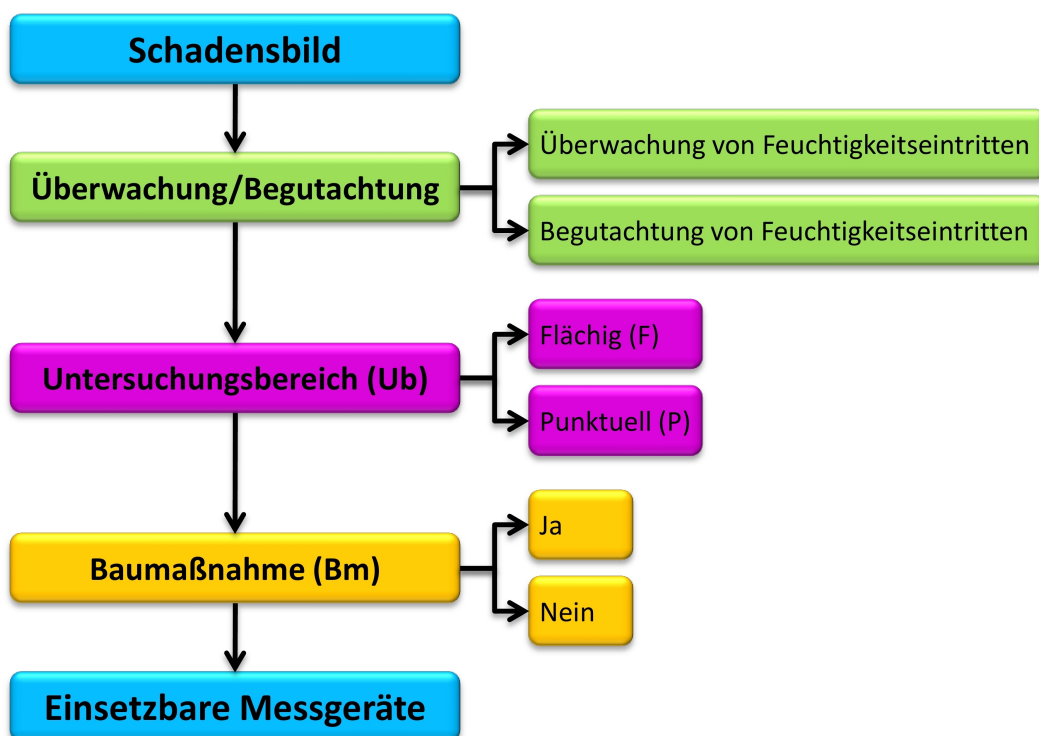 Schadensbild
Überwachung/Begutachtung
Überwachung von Feuchtigkeitseintritten
Begutachtung von Feuchtigkeitseintritten
Untersuchungsbereich (Ub)
Flächig (F)
Punktuell (P)
Baumaßnahme (Bm)
Ja
Nein
Einsetzbare Messgeräte